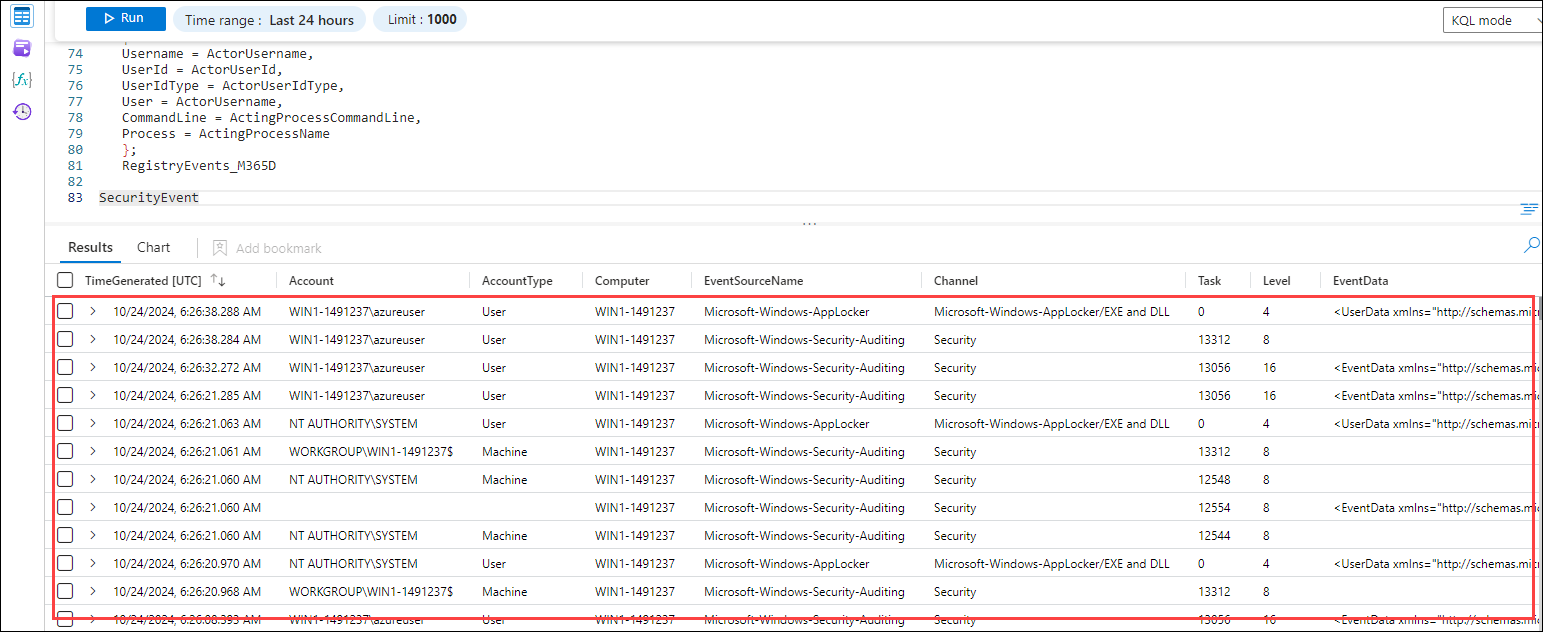 Run Time range : Last 24 hours Limit : 1000 KQL mode
{fx}
74 Username = ActorUsername,
75 UserId = ActorUserId,
76 UserIdType = ActorUserIdType,
77 User = ActorUsername,
78 CommandLine = ActingProcessCommandLine,
79 Process = ActingProcessName
80 };
81 RegistryEvents_M365D
82
83 SecurityEvent
...
Results Chart Add bookmark
TimeGenerated [UTC] ↑↓ Account AccountType Computer EventSourceName Channel Task Level EventData
10/24/2024, 6:26:38.288 AM WIN1-1491237\azureuser User WIN1-1491237 Microsoft-Windows-AppLocker Microsoft-Windows-AppLocker/EXE and DLL 0 4 <UserData xmlns="http://schemas.mic
10/24/2024, 6:26:38.284 AM WIN1-1491237\azureuser User WIN1-1491237 Microsoft-Windows-Security-Auditing Security 13312 8
10/24/2024, 6:26:32.272 AM WIN1-1491237\azureuser User WIN1-1491237 Microsoft-Windows-Security-Auditing Security 13056 16 <EventData xmlns="http://schemas.mic
10/24/2024, 6:26:21.285 AM WIN1-1491237\azureuser User WIN1-1491237 Microsoft-Windows-Security-Auditing Security 13056 16 <EventData xmlns="http://schemas.mic
10/24/2024, 6:26:21.063 AM NT AUTHORITY\SYSTEM User WIN1-1491237 Microsoft-Windows-AppLocker Microsoft-Windows-AppLocker/EXE and DLL 0 4 <UserData xmlns="http://schemas.mic
10/24/2024, 6:26:21.061 AM WORKGROUP\WIN1-1491237$ Machine WIN1-1491237 Microsoft-Windows-Security-Auditing Security 13312 8
10/24/2024, 6:26:21.060 AM NT AUTHORITY\SYSTEM Machine WIN1-1491237 Microsoft-Windows-Security-Auditing Security 12548 8
10/24/2024, 6:26:21.060 AM WIN1-1491237 Microsoft-Windows-Security-Auditing Security 12554 8 <EventData xmlns="http://schemas.mic
10/24/2024, 6:26:21.060 AM NT AUTHORITY\SYSTEM Machine WIN1-1491237 Microsoft-Windows-Security-Auditing Security 12544 8
10/24/2024, 6:26:20.970 AM NT AUTHORITY\SYSTEM User WIN1-1491237 Microsoft-Windows-AppLocker Microsoft-Windows-AppLocker/EXE and DLL 0 4 <UserData xmlns="http://schemas.mic
10/24/2024, 6:26:20.968 AM WORKGROUP\WIN1-1491237$ Machine WIN1-1491237 Microsoft-Windows-Security-Auditing Security 13312 8
10/24/2024, 6:26:08.393 AM WIN1-1491237\azureuser User WIN1-1491237 Microsoft-Windows-Security-Auditing Security 13056 16 <EventData xmlns="http://schemas.mic